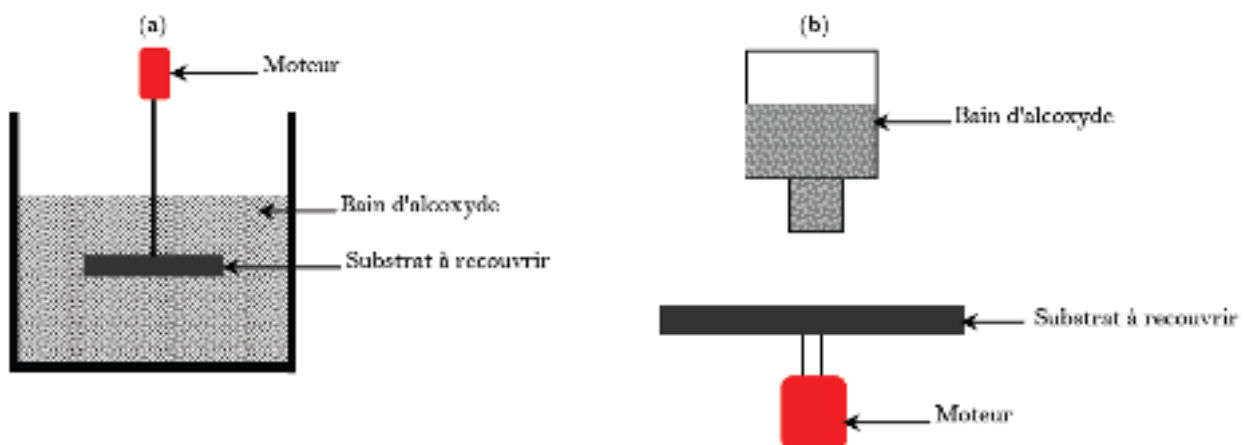 (a)
Moteur
Bain d'alcoxyde
Substrat à recouvrir
(b)
Bain d'alcoxyde
Substrat à recouvrir
Moteur